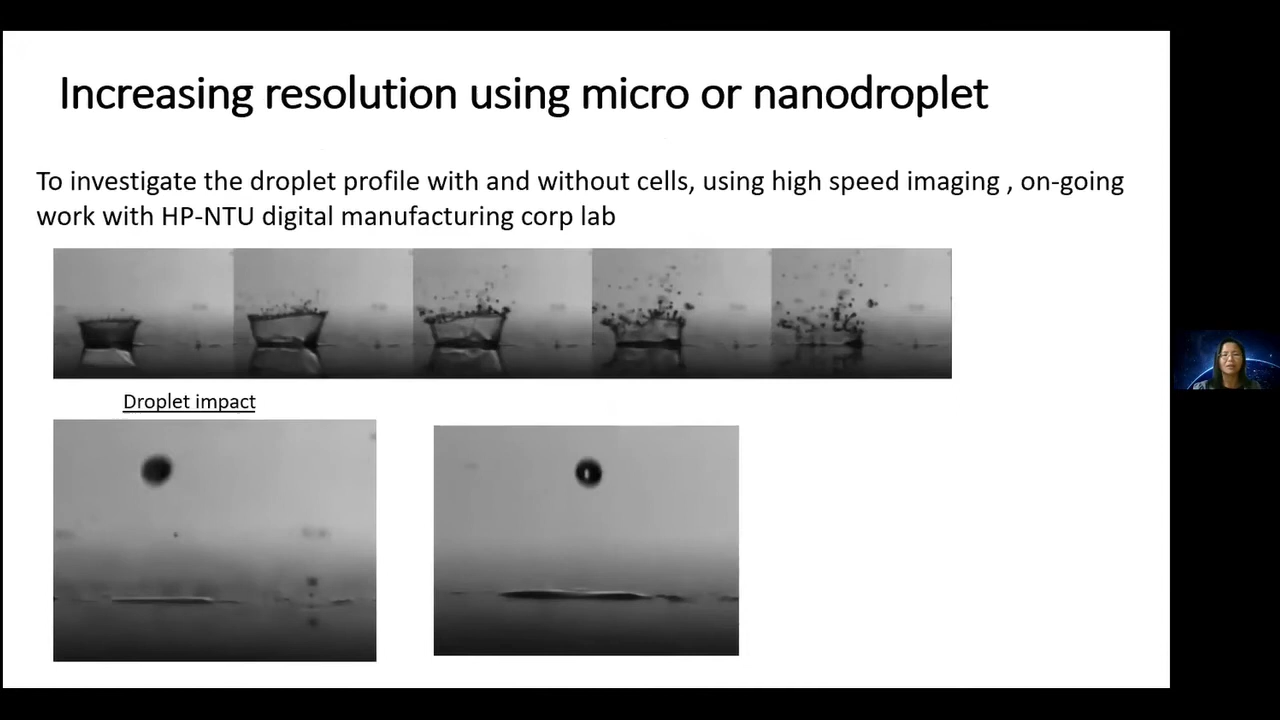 Increasing resolution using micro or nanodroplet
To investigate the droplet profile with and without cells, using high speed imaging , on-going
work with HP-NTU digital manufacturing corp lab
Droplet impact